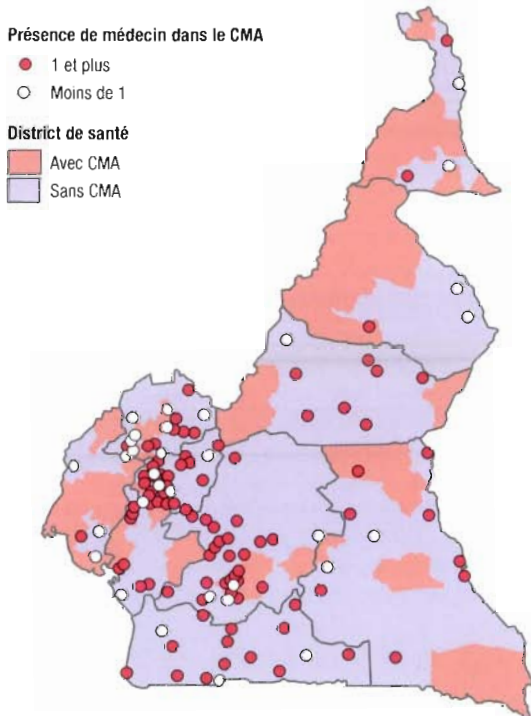 Présence de médecin dans le CMA
1 et plus
Moins de 1
District de santé
Avec CMA
Sans CMA